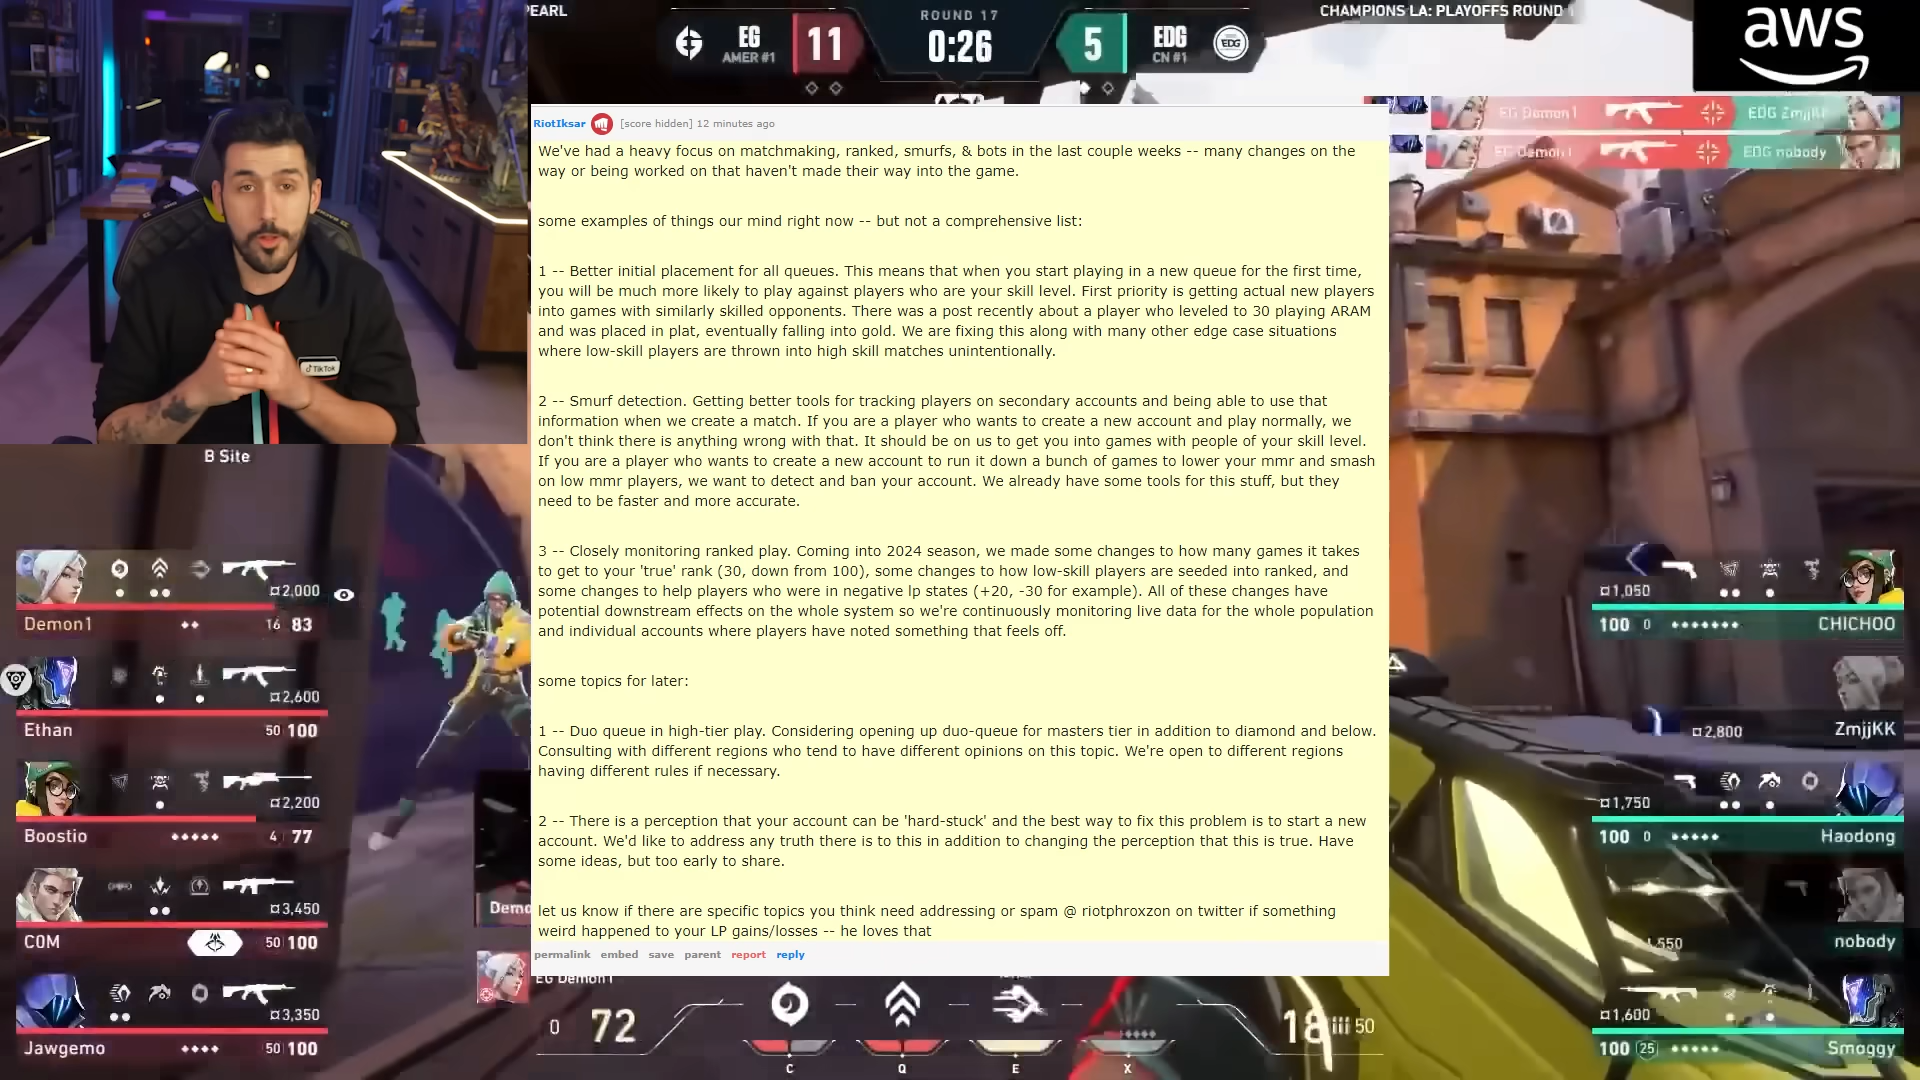 PEARL
EG
AMER #1
11
ROUND 17
0:26
5
EDG
CN #1
EDG
CHAMPIONS LA: PLAYOFFS ROUND 1
aws
EG Demon1
EDG ZmjjKK
EG Demon1
EDG nobody
TikTok
RiotIksar [score hidden] 12 minutes ago
We've had a heavy focus on matchmaking, ranked, smurfs, & bots in the last couple weeks -- many changes on the
way or being worked on that haven't made their way into the game.
some examples of things our mind right now -- but not a comprehensive list:
1 -- Better initial placement for all queues. This means that when you start playing in a new queue for the first time,
you will be much more likely to play against players who are your skill level. First priority is getting actual new players
into games with similarly skilled opponents. There was a post recently about a player who leveled to 30 playing ARAM
and was placed in plat, eventually falling into gold. We are fixing this along with many other edge case situations
where low-skill players are thrown into high skill matches unintentionally.
2 -- Smurf detection. Getting better tools for tracking players on secondary accounts and being able to use that
information when we create a match. If you are a player who wants to create a new account and play normally, we
don't think there is anything wrong with that. It should be on us to get you into games with people of your skill level.
If you are a player who wants to create a new account to run it down a bunch of games to lower your mmr and smash
on low mmr players, we want to detect and ban your account. We already have some tools for this stuff, but they
need to be faster and more accurate.
3 -- Closely monitoring ranked play. Coming into 2024 season, we made some changes to how many games it takes
to get to your 'true' rank (30, down from 100), some changes to how low-skill players are seeded into ranked, and
some changes to help players who were in negative lp states (+20, -30 for example). All of these changes have
potential downstream effects on the whole system so we're continuously monitoring live data for the whole population
and individual accounts where players have noted something that feels off.
some topics for later:
1 -- Duo queue in high-tier play. Considering opening up duo-queue for masters tier in addition to diamond and below.
Consulting with different regions who tend to have different opinions on this topic. We're open to different regions
having different rules if necessary.
2 -- There is a perception that your account can be 'hard-stuck' and the best way to fix this problem is to start a new
account. We'd like to address any truth there is to this in addition to changing the perception that this is true. Have
some ideas, but too early to share.
let us know if there are specific topics you think need addressing or spam @ riotphroxzon on twitter if something
weird happened to your LP gains/losses -- he loves that
permalink embed save parent report reply
B Site
¤2,000
Demon1
16 83
¤2,600
Ethan
50 100
¤2,200
Boostio
4 77
¤3,450
C0M
50 100
¤3,350
Jawgemo
50 100
¤1,050
100 0
CHICHOO
¤2,800
ZmjjKK
¤1,750
100 0
Haodong
nobody
¤1,600
100 25
Smoggy
Demo
EG Demon1
0 72
18
50
C
Q
E
X